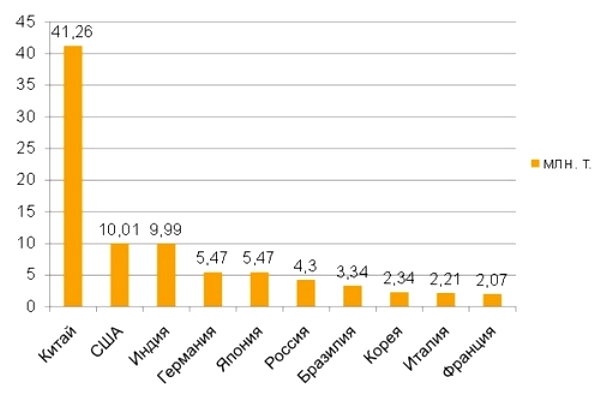 45
40
35
30
25
20
15
10
5
0
41,26
10,01
9,99
5,47
5,47
4,3
3,34
2,34
2,21
2,07
Китай
США
Индия
Германия
Япония
Россия
Бразилия
Корея
Италия
Франция
млн. т.